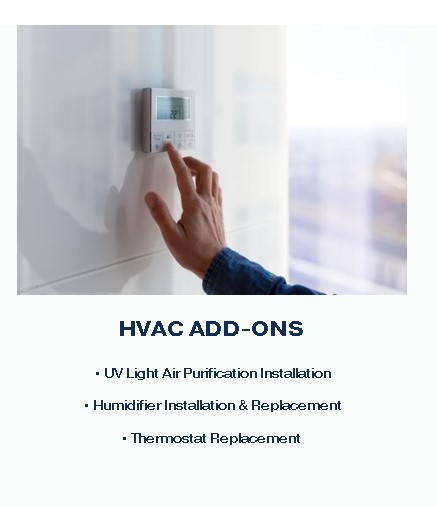 HVAC ADD-ONS
• UV Light Air Purification Installation
• Humidifier Installation & Replacement
• Thermostat Replacement